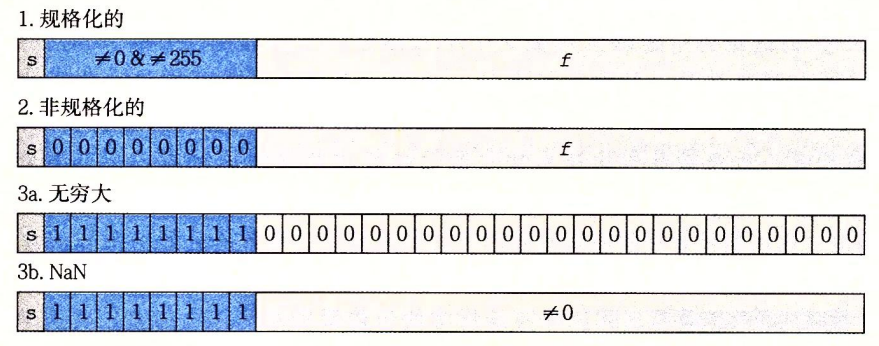 1. 规格化的
s ≠0&≠255 f
2. 非规格化的
s 0 0 0 0 0 0 0 0 f
3a. 无穷大
s 1 1 1 1 1 1 1 1 0 0 0 0 0 0 0 0 0 0 0 0 0 0 0 0 0 0 0 0 0 0 0
3b. NaN
s 1 1 1 1 1 1 1 1 ≠0